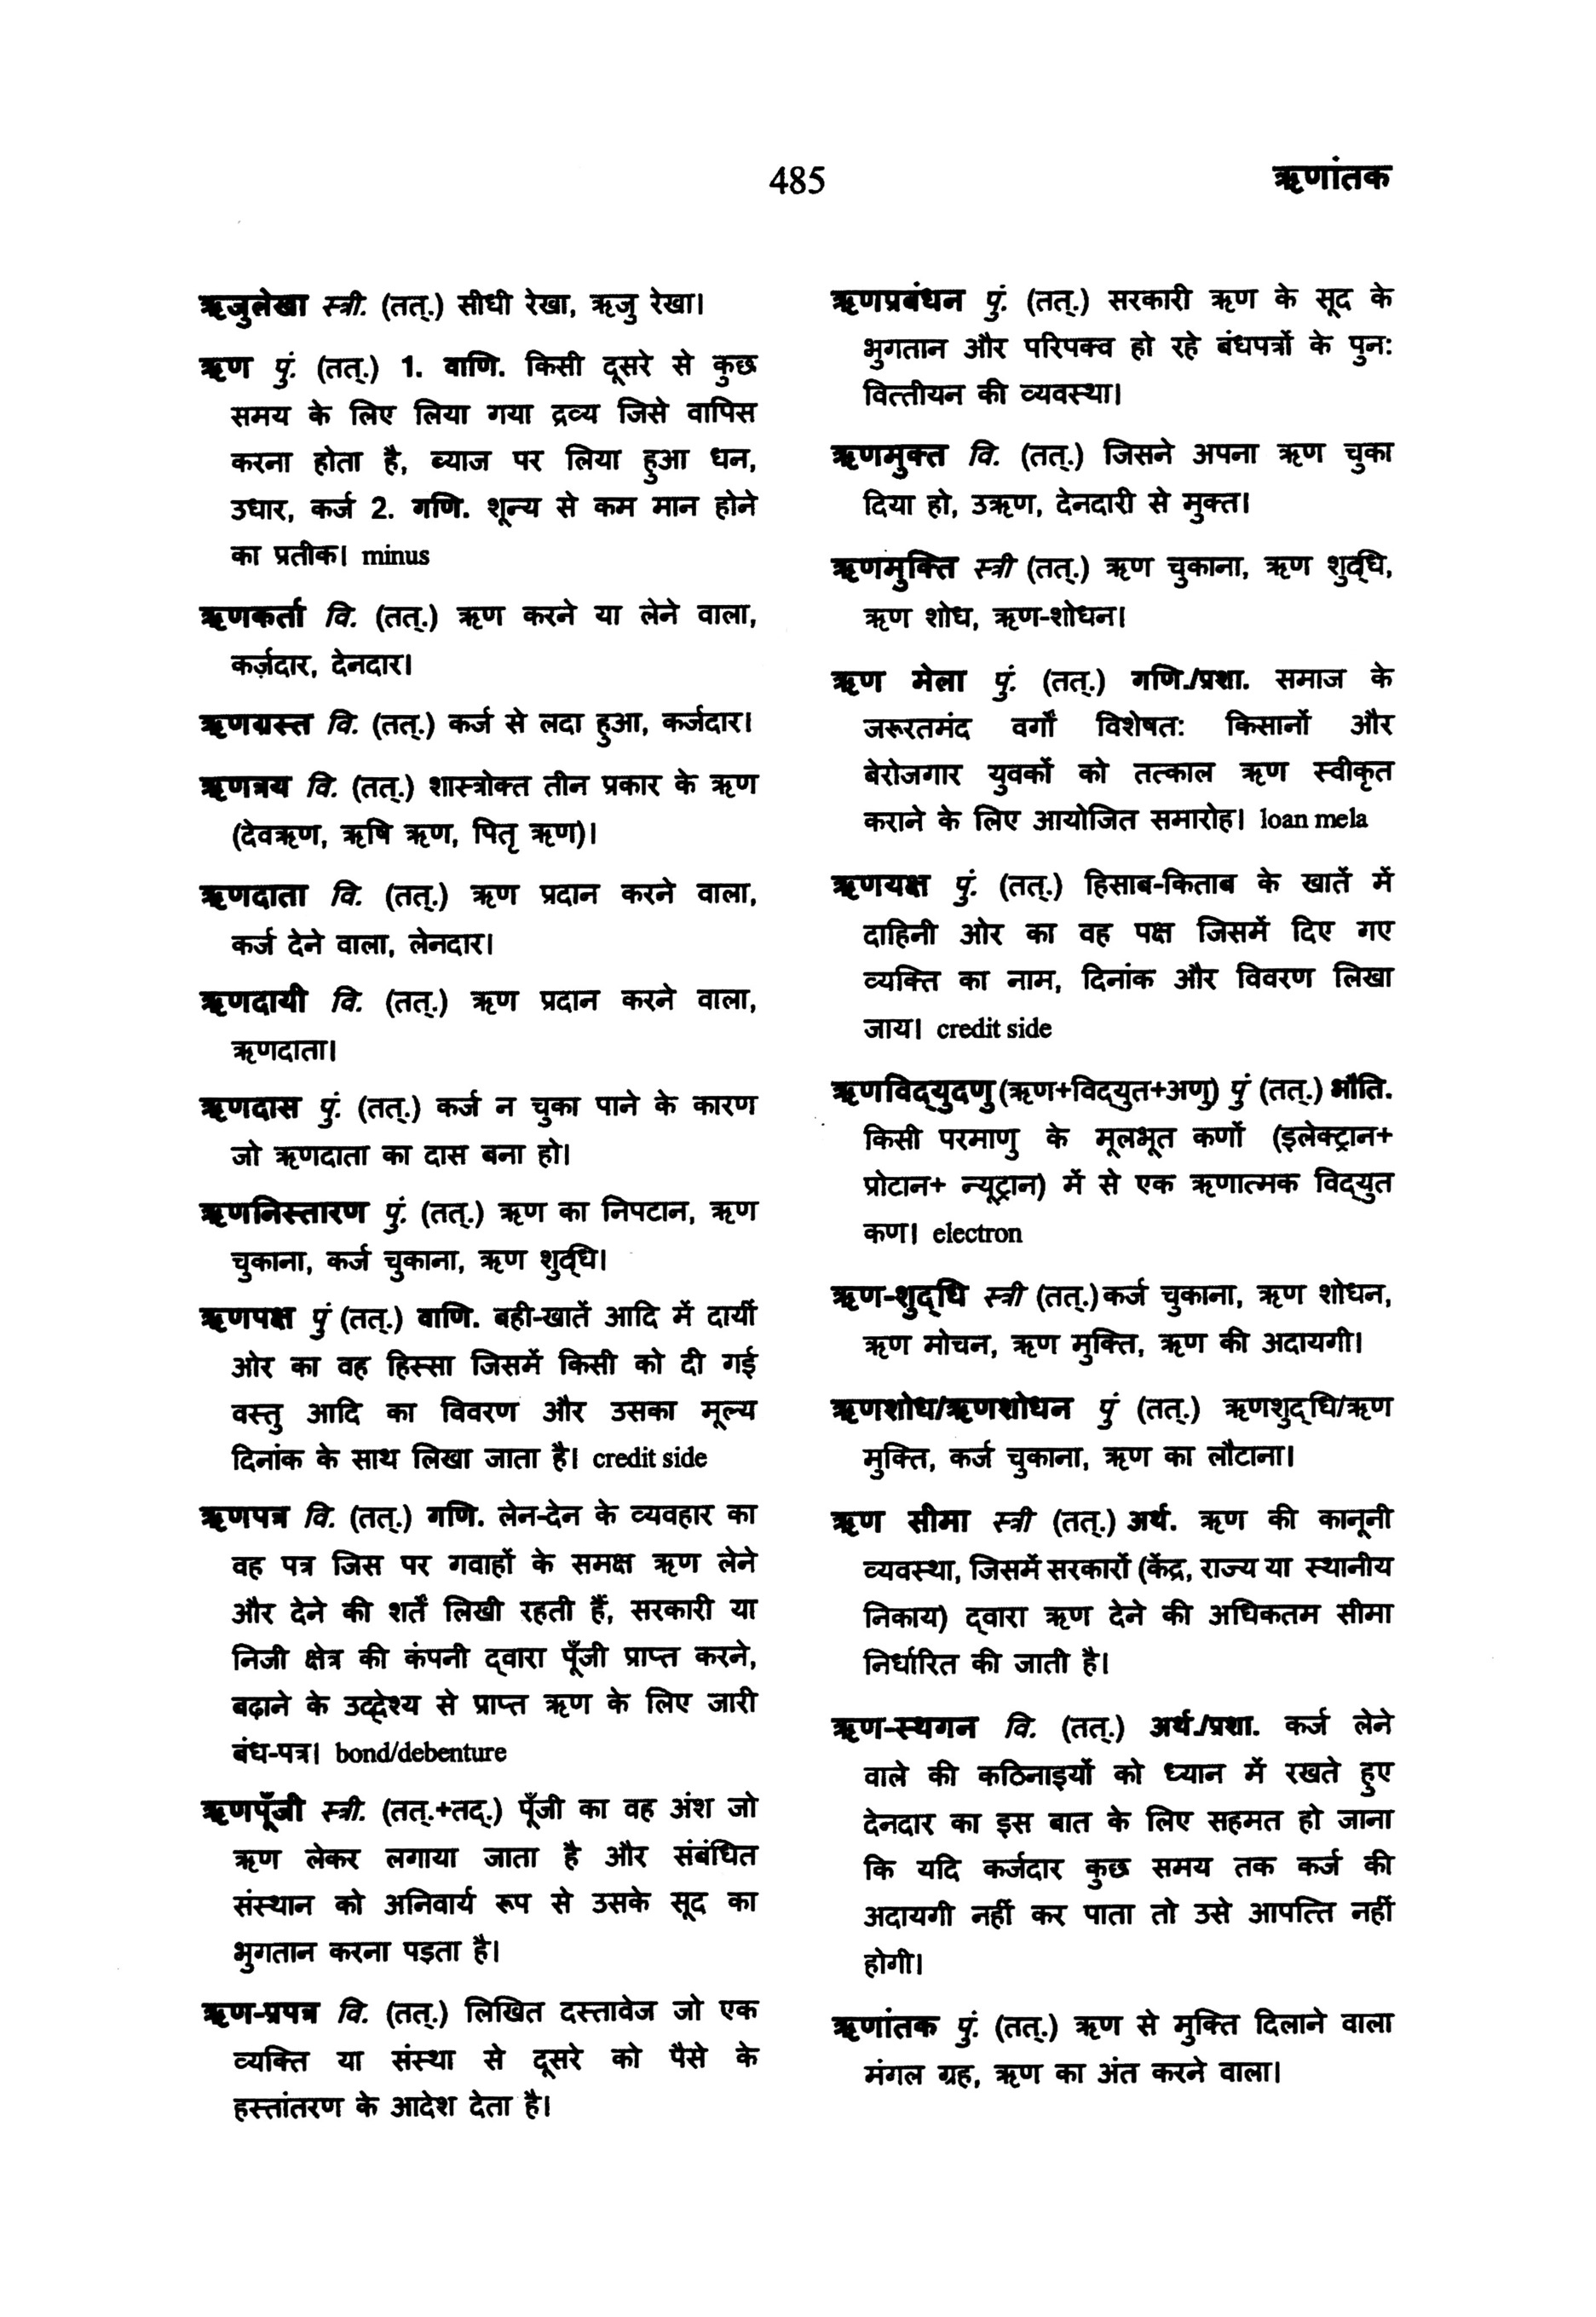 485
ऋणांतक
ऋजुलेखा स्त्री. (तत्.) सीधी रेखा, ऋजु रेखा।
ऋण पुं. (तत्.) 1. वाणि. किसी दूसरे से कुछ
समय के लिए लिया गया द्रव्य जिसे वापिस
करना होता है, ब्याज पर लिया हुआ धन,
उधार, कर्ज 2. गणि. शून्य से कम मान होने
का प्रतीक। minus
ऋणकर्ता वि. (तत्.) ऋण करने या लेने वाला,
कर्ज़दार, देनदार।
ऋणग्रस्त वि. (तत्.) कर्ज से लदा हुआ, कर्जदार।
ऋणत्रय वि. (तत्.) शास्त्रोक्त तीन प्रकार के ऋण
(देवऋण, ऋषि ऋण, पितृ ऋण)।
ऋणदाता वि. (तत्.) ऋण प्रदान करने वाला,
कर्ज देने वाला, लेनदार।
ऋणदायी वि. (तत्.) ऋण प्रदान करने वाला,
ऋणदाता।
ऋणदास पुं. (तत्.) कर्ज न चुका पाने के कारण
जो ऋणदाता का दास बना हो।
ऋणनिस्तारण पुं. (तत्.) ऋण का निपटान, ऋण
चुकाना, कर्ज चुकाना, ऋण शुद्‌धि।
ऋणपक्ष पुं (तत्.) वाणि. बही-खातें आदि में दायीं
ओर का वह हिस्सा जिसमें किसी को दी गई
वस्तु आदि का विवरण और उसका मूल्य
दिनांक के साथ लिखा जाता है। credit side
ऋणपत्र वि. (तत्.) गणि. लेन-देन के व्यवहार का
वह पत्र जिस पर गवाहों के समक्ष ऋण लेने
और देने की शर्तें लिखी रहती हैं, सरकारी या
निजी क्षेत्र की कंपनी द्‌वारा पूँजी प्राप्त करने,
बढ़ाने के उद्‌देश्य से प्राप्त ऋण के लिए जारी
बंध-पत्र। bond/debenture
ऋणपूँजी स्त्री. (तत्.+तद्.) पूँजी का वह अंश जो
ऋण लेकर लगाया जाता है और संबंधित
संस्थान को अनिवार्य रूप से उसके सूद का
भुगतान करना पड़ता है।
ऋण-प्रपत्र वि. (तत्.) लिखित दस्तावेज जो एक
व्यक्ति या संस्था से दूसरे को पैसे के
हस्तांतरण के आदेश देता है।
ऋणप्रबंधन पुं. (तत्.) सरकारी ऋण के सूद के
भुगतान और परिपक्व हो रहे बंधपत्रों के पुन:
वित्तीयन की व्यवस्था।
ऋणमुक्त वि. (तत्.) जिसने अपना ऋण चुका
दिया हो, उऋण, देनदारी से मुक्त।
ऋणमुक्ति स्त्री (तत्.) ऋण चुकाना, ऋण शुद्‌धि,
ऋण शोध, ऋण-शोधन।
ऋण मेला पुं. (तत्.) गणि./प्रशा. समाज के
जरूरतमंद वर्गों विशेषत: किसानों और
बेरोजगार युवकों को तत्काल ऋण स्वीकृत
कराने के लिए आयोजित समारोह। loan mela
ऋणयक्ष पुं. (तत्.) हिसाब-किताब के खातें में
दाहिनी ओर का वह पक्ष जिसमें दिए गए
व्यक्ति का नाम, दिनांक और विवरण लिखा
जाय। credit side
ऋणविद्‌युदणु (ऋण+विद्‌युत+अणु) पुं (तत्.) भौति.
किसी परमाणु के मूलभूत कणों (इलेक्ट्रान+
प्रोटान+ न्यूट्रान) में से एक ऋणात्मक विद्‌युत
कण। electron
ऋण-शुद्‌धि स्त्री (तत्.) कर्ज चुकाना, ऋण शोधन,
ऋण मोचन, ऋण मुक्ति, ऋण की अदायगी।
ऋणशोध/ऋणशोधन पुं (तत्.) ऋणशुद्‌धि/ऋण
मुक्ति, कर्ज चुकाना, ऋण का लौटाना।
ऋण सीमा स्त्री (तत्.) अर्थ. ऋण की कानूनी
व्यवस्था, जिसमें सरकारों (केंद्र, राज्य या स्थानीय
निकाय) द्‌वारा ऋण देने की अधिकतम सीमा
निर्धारित की जाती है।
ऋण-स्थगन वि. (तत्.) अर्थ./प्रशा. कर्ज लेने
वाले की कठिनाइयों को ध्यान में रखते हुए
देनदार का इस बात के लिए सहमत हो जाना
कि यदि कर्जदार कुछ समय तक कर्ज की
अदायगी नहीं कर पाता तो उसे आपत्ति नहीं
होगी।
ऋणांतक पुं. (तत्.) ऋण से मुक्ति दिलाने वाला
मंगल ग्रह, ऋण का अंत करने वाला।